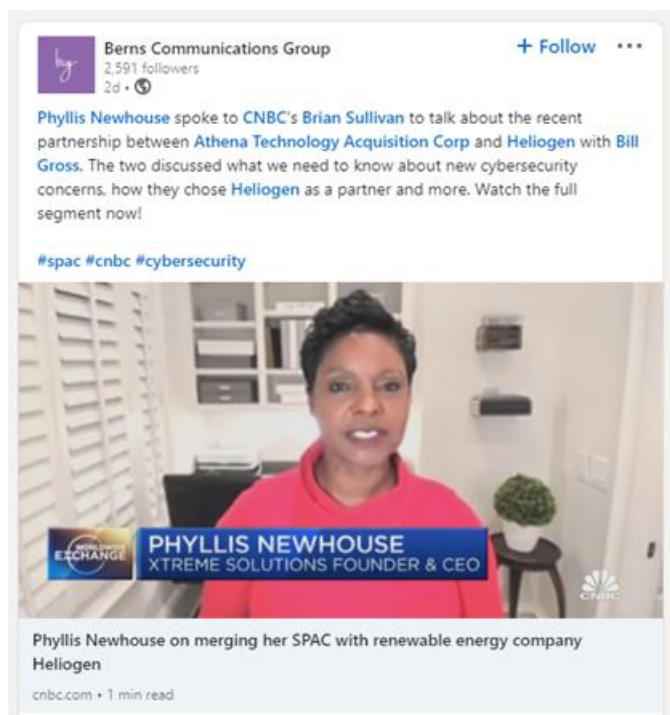 by
Berns Communications Group
+ Follow
2,591 followers
2d •
Phyllis Newhouse spoke to CNBC's Brian Sullivan to talk about the recent
partnership between Athena Technology Acquisition Corp and Heliogen with Bill
Gross. The two discussed what we need to know about new cybersecurity
concerns, how they chose Heliogen as a partner and more. Watch the full
segment now!
#spac #cnbc #cybersecurity
WORLDWIDE
EXCHANGE
PHYLLIS NEWHOUSE
XTREME SOLUTIONS FOUNDER & CEO
CNBC
Phyllis Newhouse on merging her SPAC with renewable energy company
Heliogen
cnbc.com • 1 min read